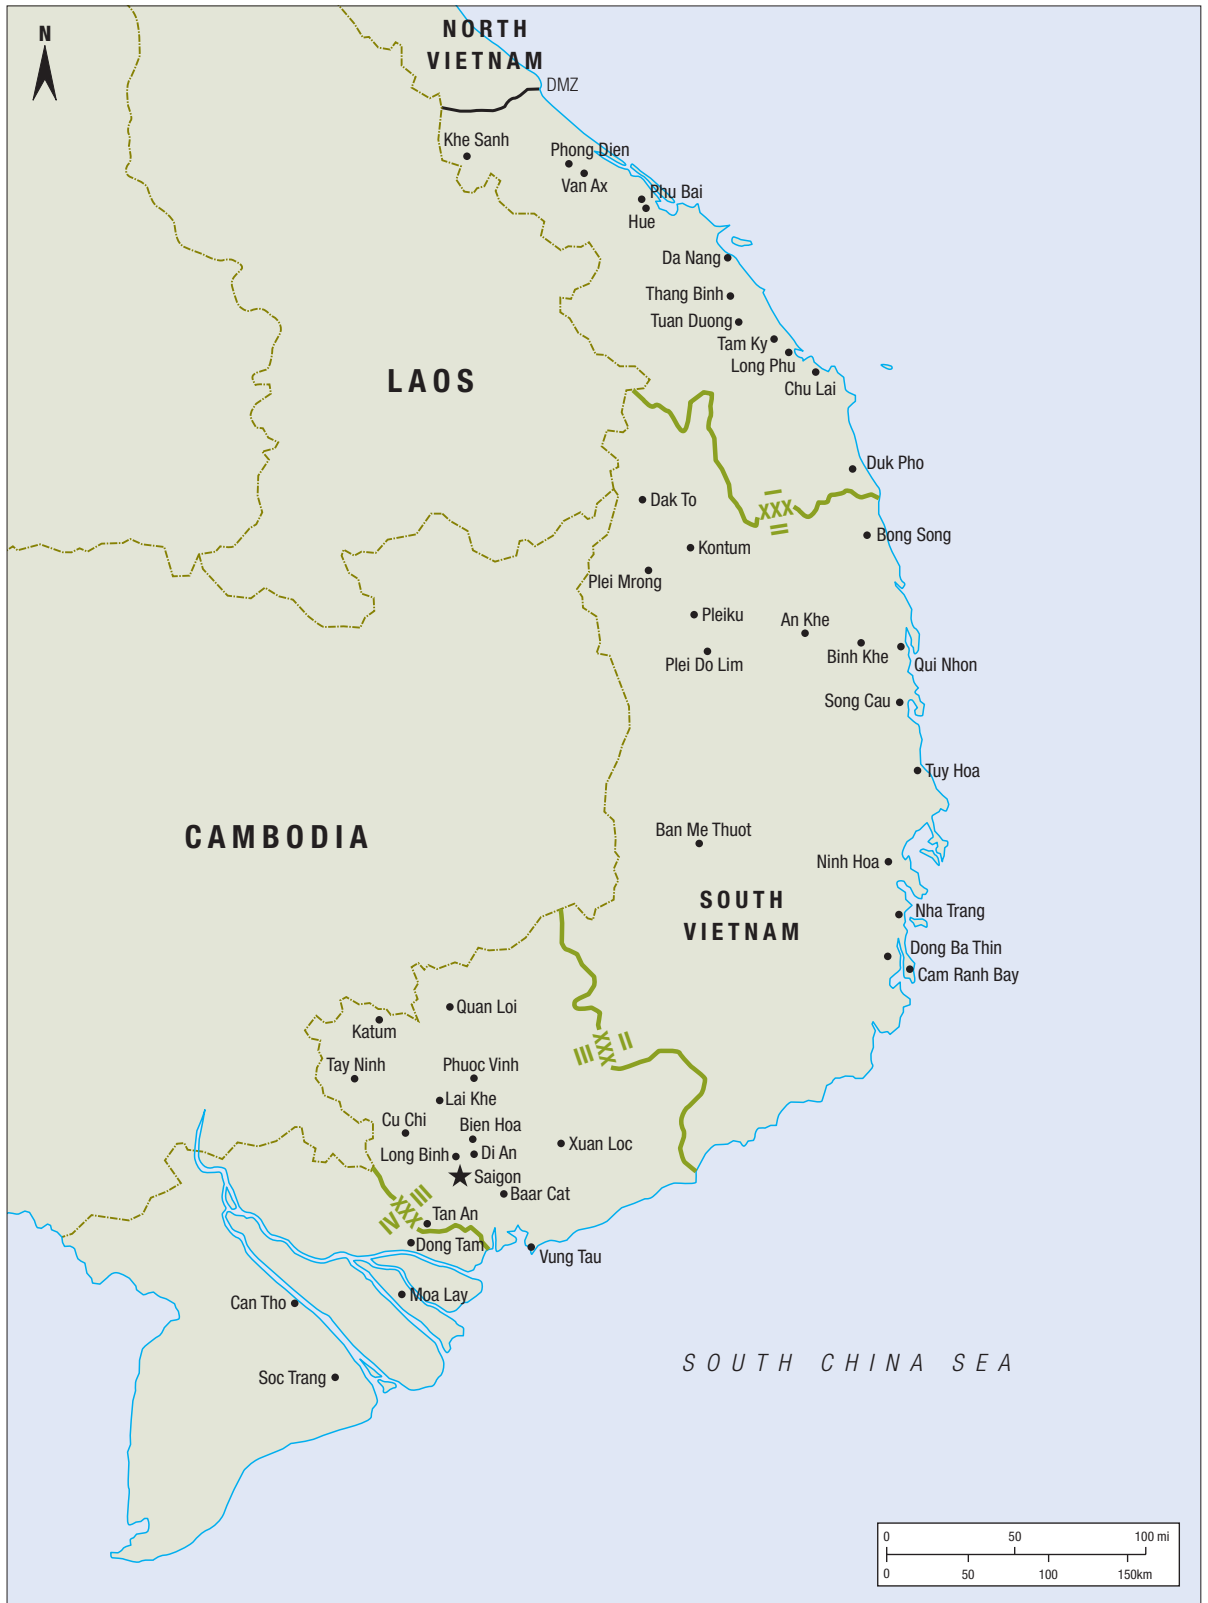 N
NORTH
VIETNAM
DMZ
Khe Sanh
Phong Dien
Van Ax
Phu Bai
Hue
Da Nang
Thang Binh
Tuan Duong
Tam Ky
Long Phu
Chu Lai
LAOS
Duk Pho
Dak To
I
XXX
II
Bong Song
Kontum
Plei Mrong
Pleiku
An Khe
Plei Do Lim
Binh Khe
Qui Nhon
Song Cau
Tuy Hoa
CAMBODIA
Ban Me Thuot
Ninh Hoa
SOUTH
VIETNAM
Nha Trang
Dong Ba Thin
Cam Ranh Bay
Quan Loi
Katum
III
XXX
II
Tay Ninh
Phuoc Vinh
Lai Khe
Cu Chi
Bien Hoa
Xuan Loc
Long Binh
Di An
Saigon
Baar Cat
IV
XXX
III
Tan An
Dong Tam
Vung Tau
Moa Lay
Can Tho
SOUTH CHINA SEA
Soc Trang
0 50 100 mi
0 50 100 150km